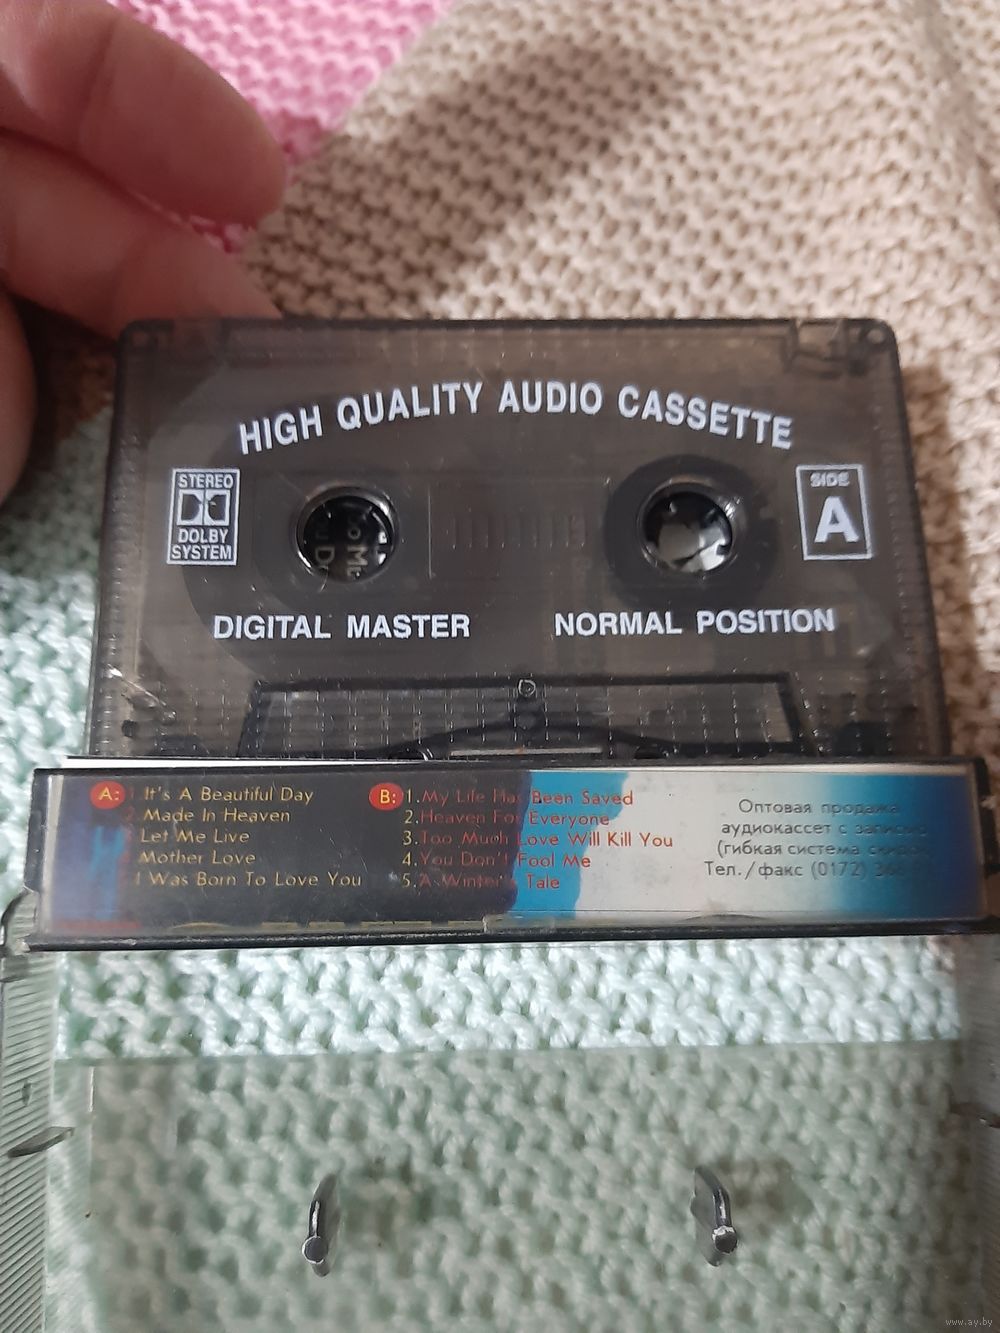 HIGH QUALITY AUDIO CASSETTE
STEREO
DOLBY
SYSTEM
SIDE
A
DIGITAL MASTER
NORMAL POSITION
A:
It's A Beautiful Day
2. Made In Heaven
Let Me Live
Mother Love
I Was Born To Love You
B:
1. My Life Has Been Saved
2. Heaven For Everyone
3. Too Much Love Will Kill You
4. You Don't Fool Me
5. A Winter's Tale
Оптовая продажа
аудиокассет с
(гибкая система
Тел./факс (0172)
www.ay.by